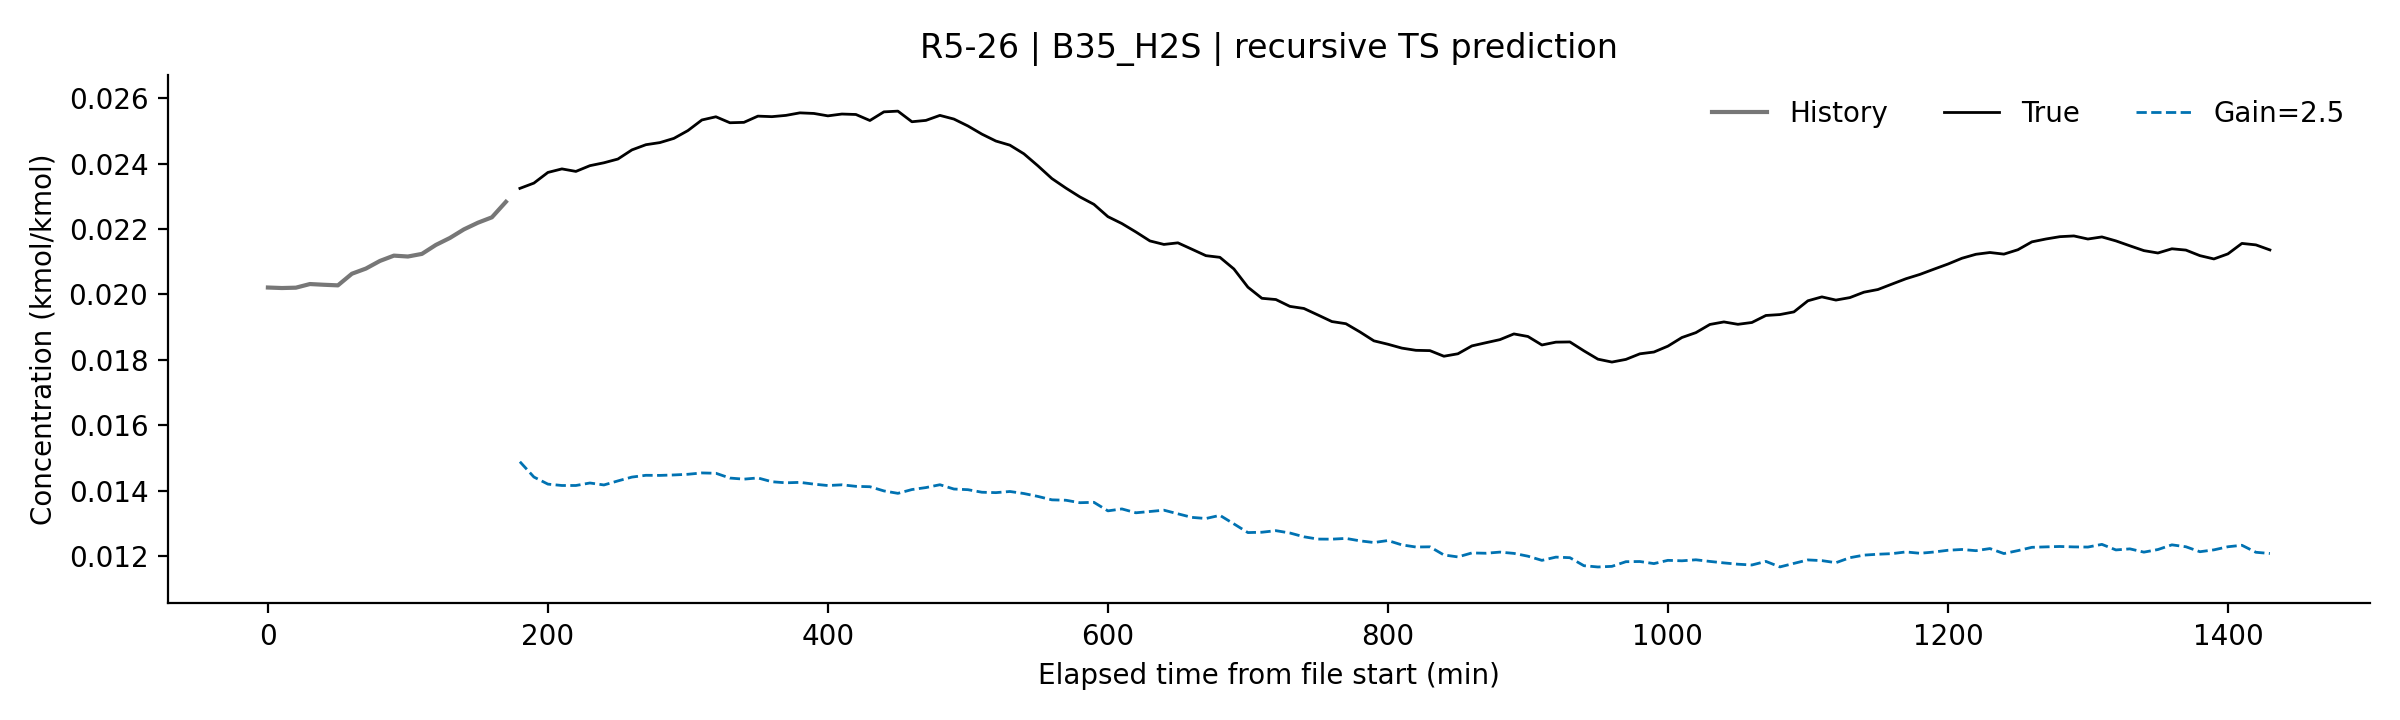 R5-26 | B35_H2S | recursive TS prediction
History True Gain=2.5
Concentration (kmol/kmol)
0.026
0.024
0.022
0.020
0.018
0.016
0.014
0.012
0 200 400 600 800 1000 1200 1400
Elapsed time from file start (min)